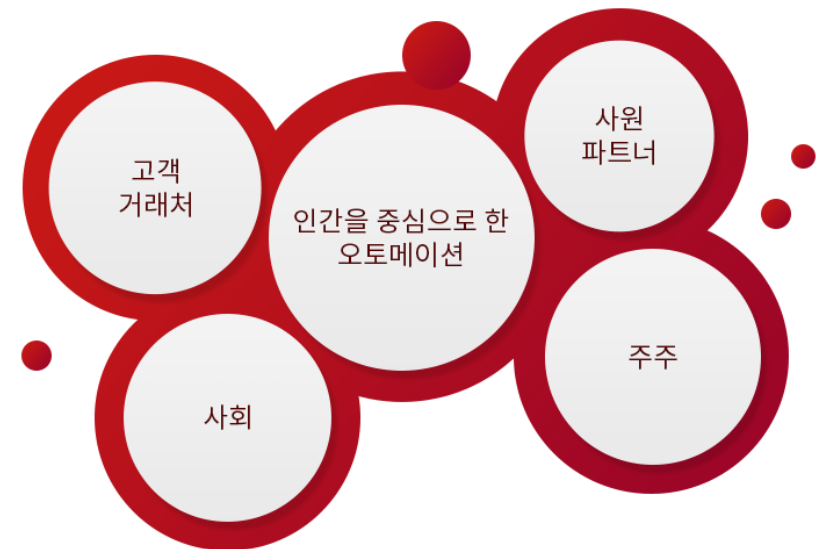 고객
거래처
인간을 중심으로 한
오토메이션
사원
파트너
사회
주주